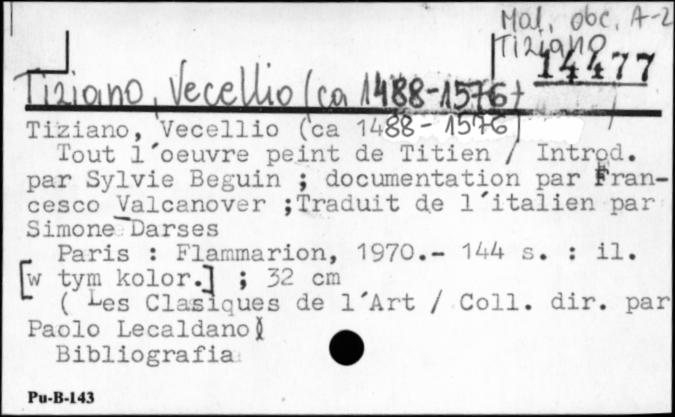 Mal. obc. A-2
Tiziano
14477
Tiziano, Vecellio (ca 1488-1576)
Tiziano, Vecellio (ca 1488-1576)
Tout l´oeuvre peint de Titien / Introd.
par Sylvie Beguin ; documentation par Fran-
cesco Valcanover ;Traduit de l´italien par
Simone Darses
Paris : Flammarion, 1970.- 144 s. : il.
[w tym kolor.] ; 32 cm
( Les Clasiques de l´Art / Coll. dir. par
Paolo Lecaldano)
Bibliografia
Pu-B-143